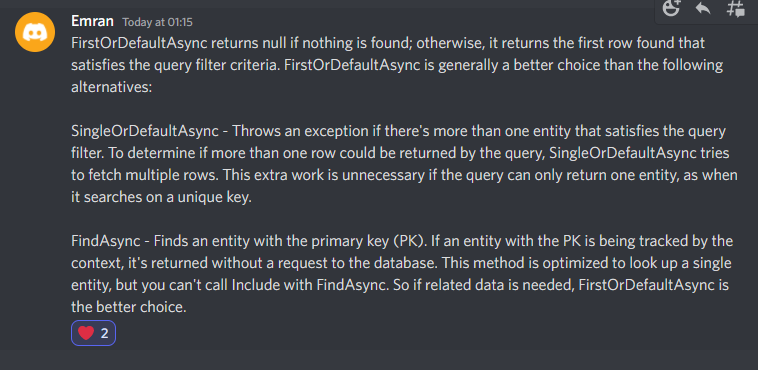 Emran Today at 01:15
FirstOrDefaultAsync returns null if nothing is found; otherwise, it returns the first row found that
satisfies the query filter criteria. FirstOrDefaultAsync is generally a better choice than the following
alternatives:
SingleOrDefaultAsync - Throws an exception if there's more than one entity that satisfies the query
filter. To determine if more than one row could be returned by the query, SingleOrDefaultAsync tries
to fetch multiple rows. This extra work is unnecessary if the query can only return one entity, as when
it searches on a unique key.
FindAsync - Finds an entity with the primary key (PK). If an entity with the PK is being tracked by the
context, it's returned without a request to the database. This method is optimized to look up a single
entity, but you can't call Include with FindAsync. So if related data is needed, FirstOrDefaultAsync is
the better choice.
2